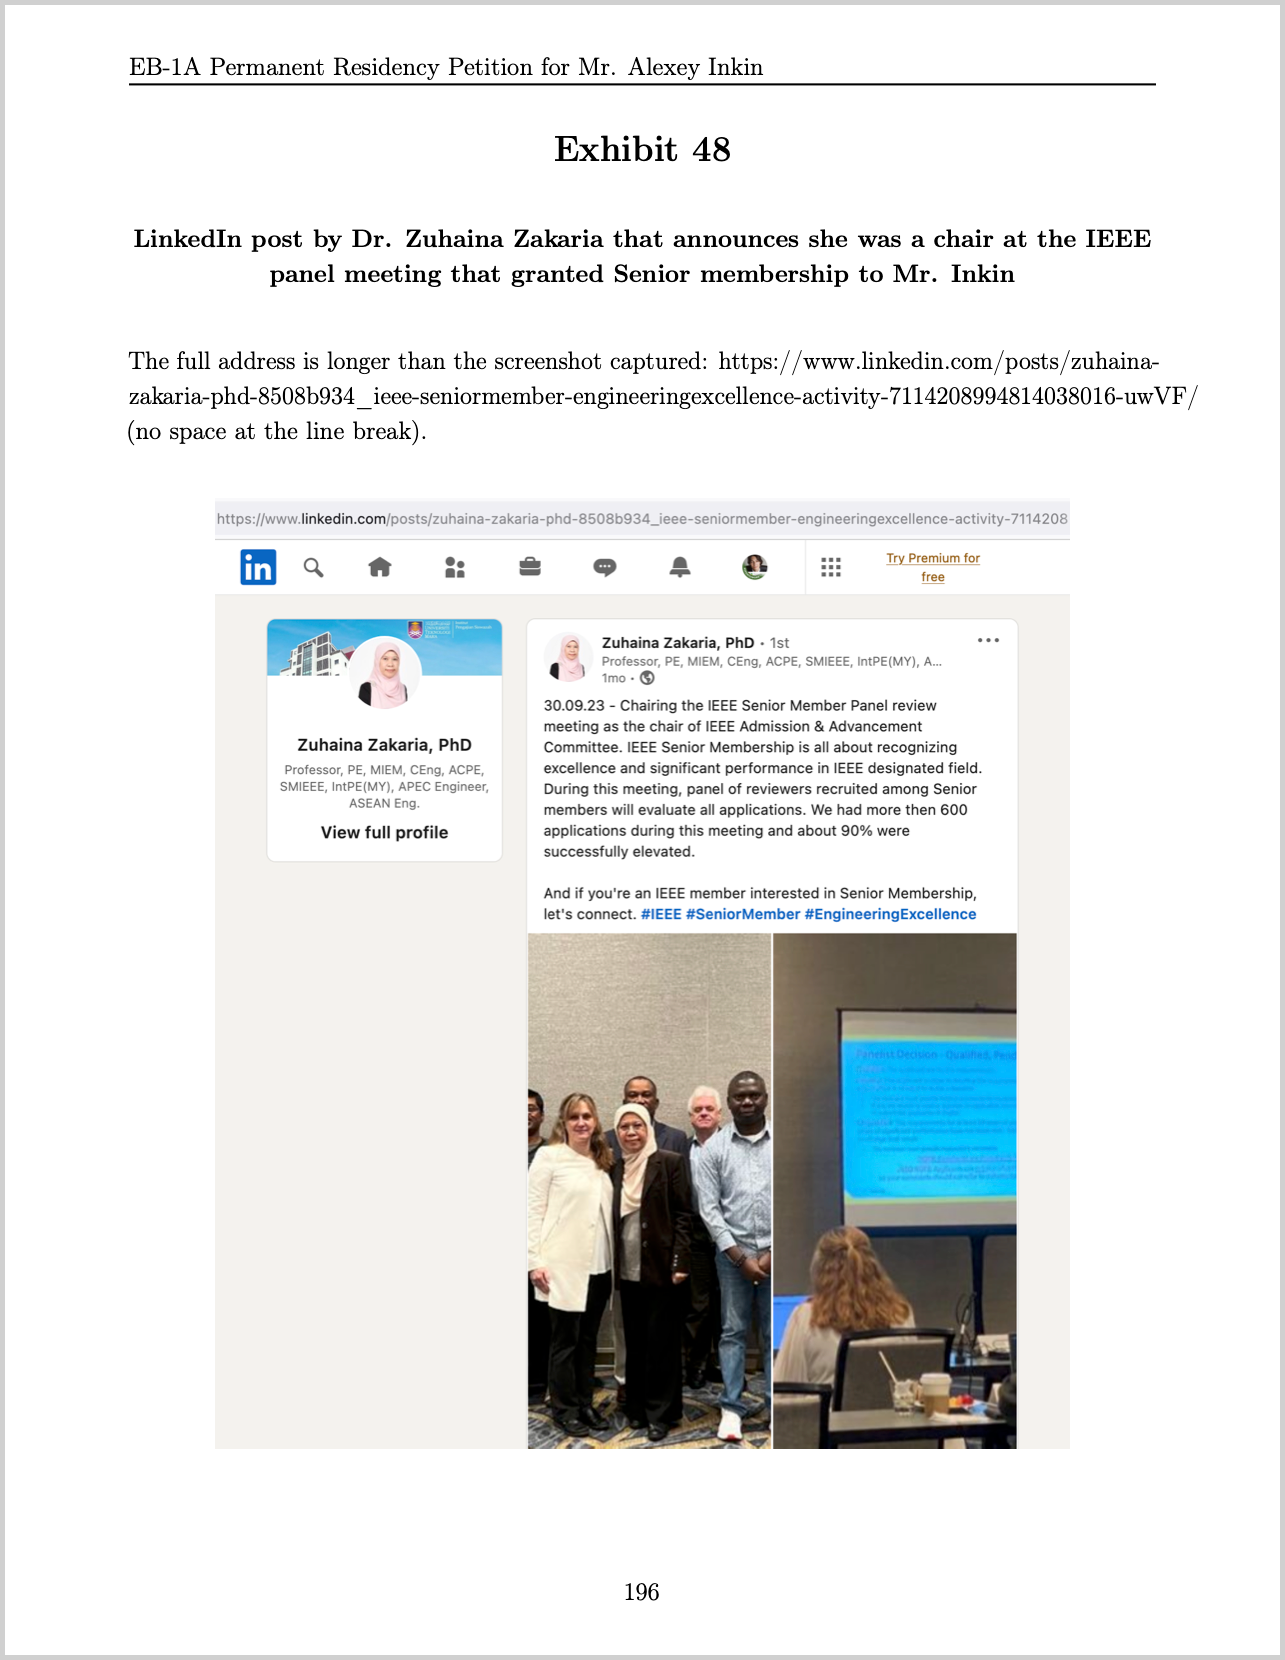 EB-1A Permanent Residency Petition for Mr. Alexey Inkin
Exhibit 48
LinkedIn post by Dr. Zuhaina Zakaria that announces she was a chair at the IEEE
panel meeting that granted Senior membership to Mr. Inkin
The full address is longer than the screenshot captured: https://www.linkedin.com/posts/zuhaina-
zakaria-phd-8508b934_ieee-seniormember-engineeringexcellence-activity-7114208994814038016-uwVF/
(no space at the line break).
https://www.linkedin.com/posts/zuhaina-zakaria-phd-8508b934_ieee-seniormember-engineeringexcellence-activity-7114208
in
Try Premium for
free
Zuhaina Zakaria, PhD
Professor, PE, MIEM, CEng, ACPE,
SMIEEE, IntPE(MY), APEC Engineer,
ASEAN Eng.
View full profile
Zuhaina Zakaria, PhD • 1st
Professor, PE, MIEM, CEng, ACPE, SMIEEE, IntPE(MY), A...
1mo •
30.09.23 - Chairing the IEEE Senior Member Panel review
meeting as the chair of IEEE Admission & Advancement
Committee. IEEE Senior Membership is all about recognizing
excellence and significant performance in IEEE designated field.
During this meeting, panel of reviewers recruited among Senior
members will evaluate all applications. We had more then 600
applications during this meeting and about 90% were
successfully elevated.
And if you're an IEEE member interested in Senior Membership,
let's connect. #IEEE #SeniorMember #EngineeringExcellence
Panelist Decision - Qualified, Pend
196